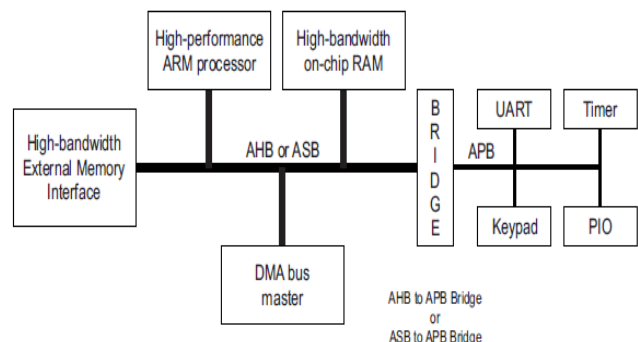 High-performance
ARM processor
High-bandwidth
on-chip RAM
High-bandwidth
External Memory
Interface
AHB or ASB
B
R
I
D
G
E
APB
UART
Timer
Keypad
PIO
DMA bus
master
AHB to APB Bridge
or
ASB to APB Bridge